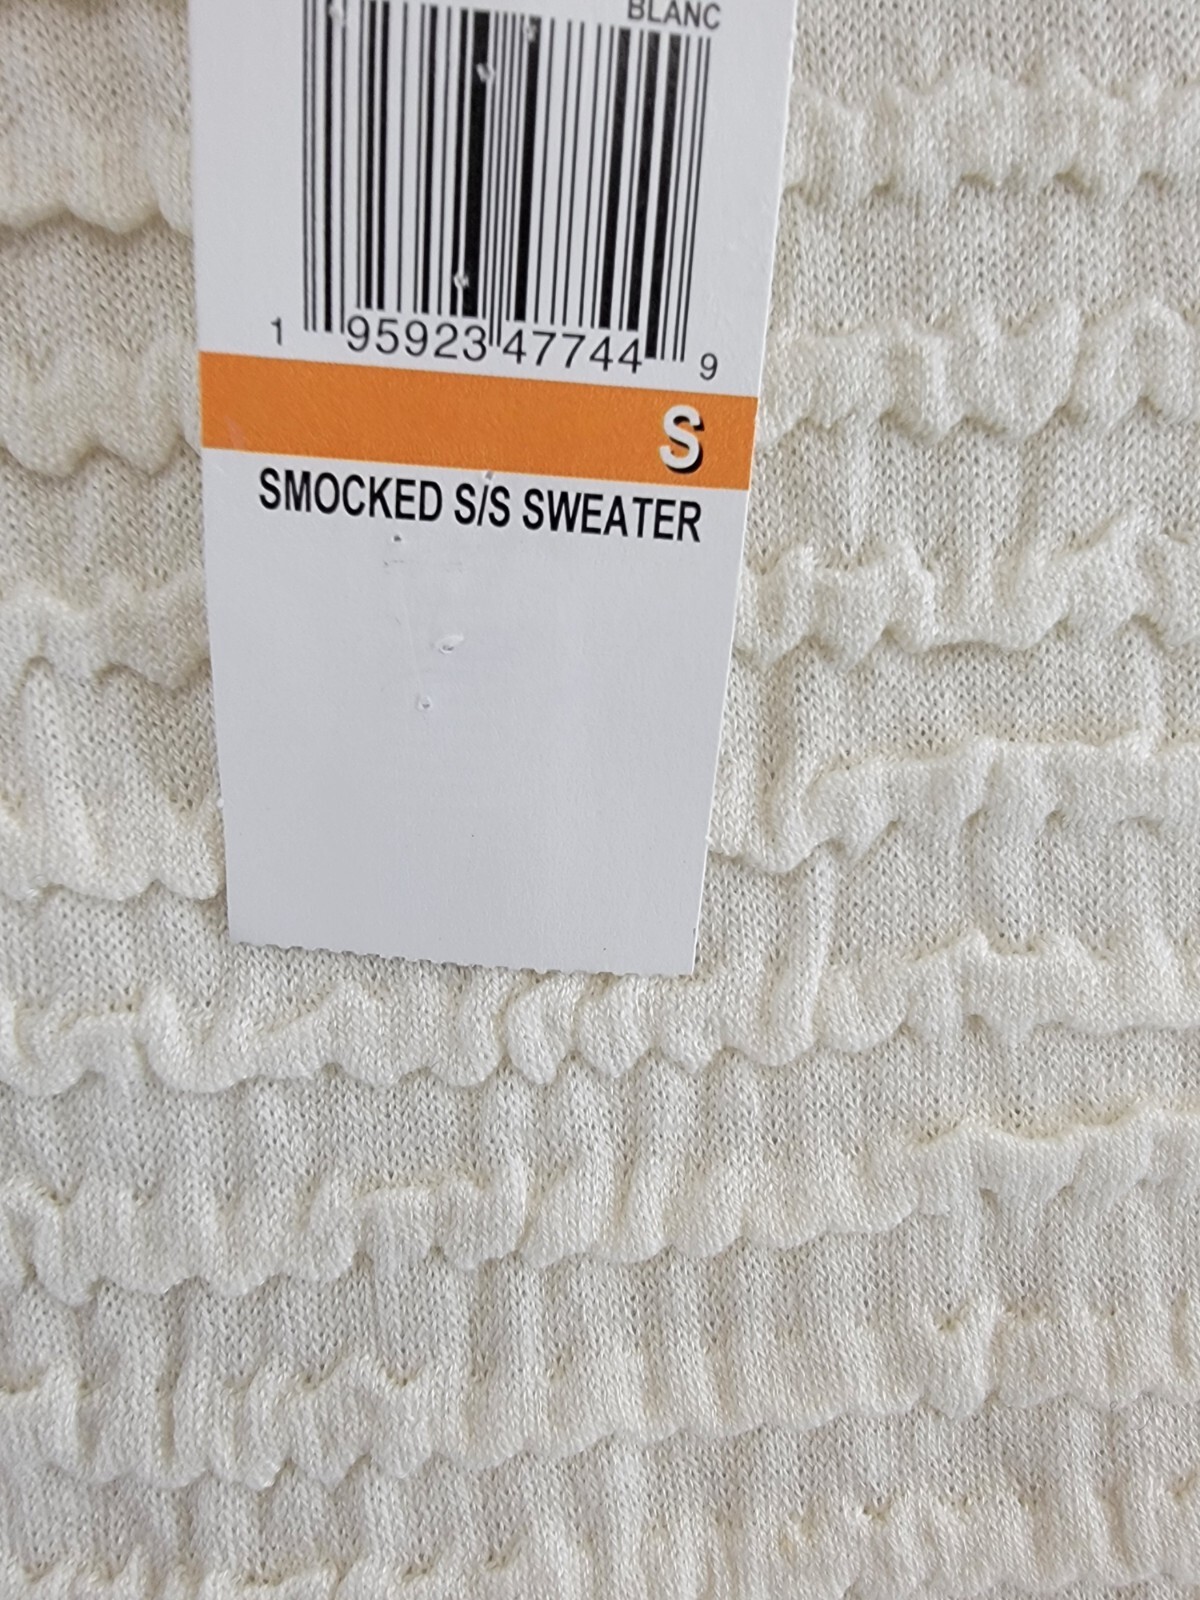 BLANC
1 95923 47744 9
S
SMOCKED S/S SWEATER